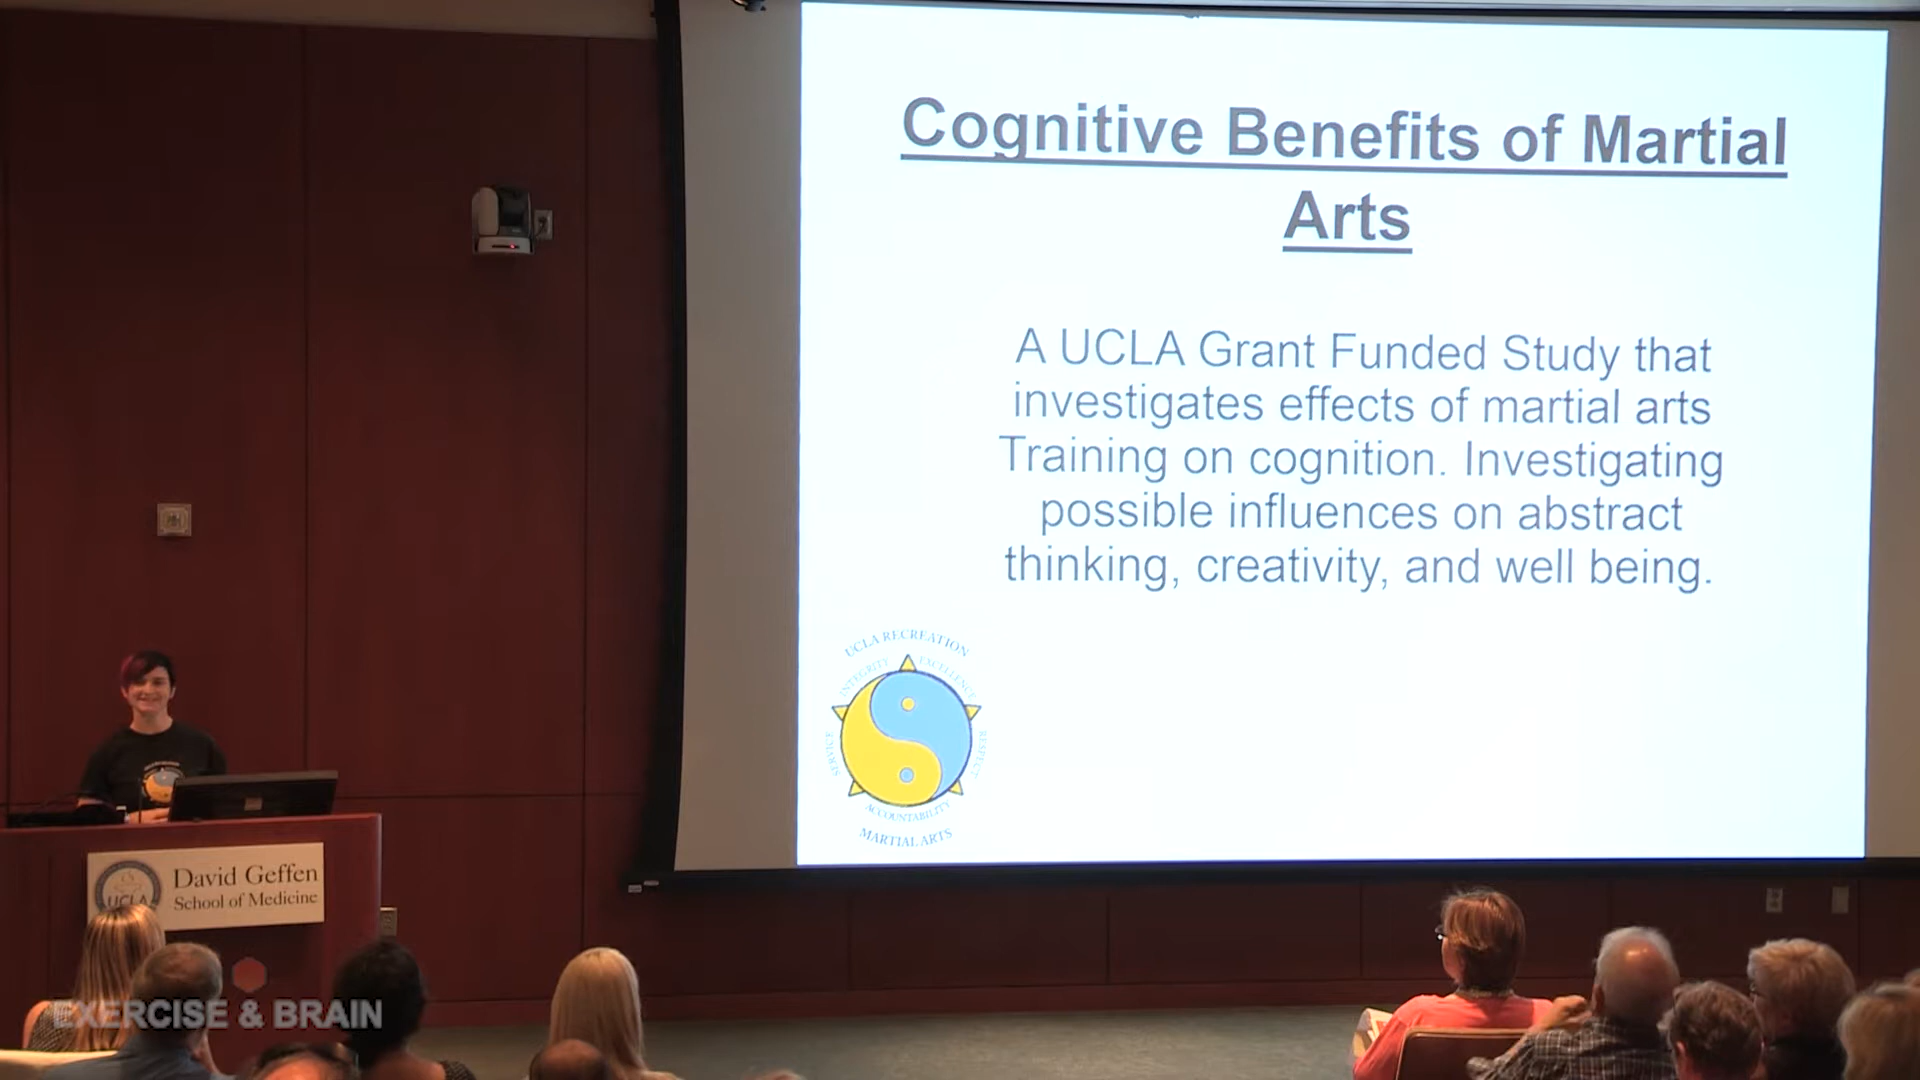 Cognitive Benefits of Martial
Arts
A UCLA Grant Funded Study that
investigates effects of martial arts
Training on cognition. Investigating
possible influences on abstract
thinking, creativity, and well being.
UCLA RECREATION
INTEGRITY
EXCELLENCE
SERVICE
RESPECT
ACCOUNTABILITY
MARTIAL ARTS
UCLA
David Geffen
School of Medicine
EXERCISE & BRAIN